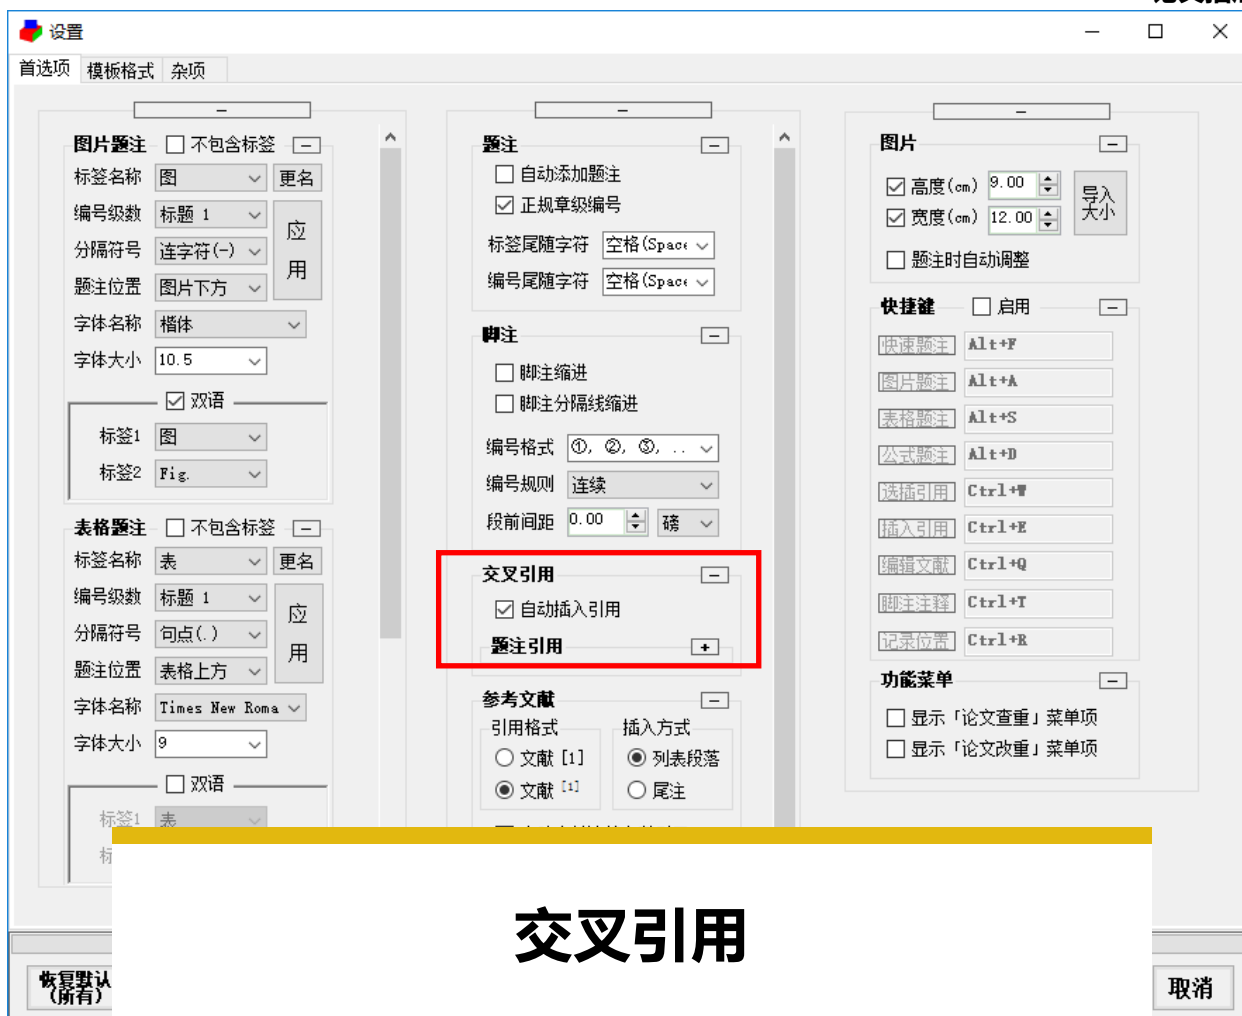 设置
首选项 模板格式 杂项
图片题注 不包含标签
标签名称 图 更名
编号级数 标题 1
应用
分隔符号 连字符(-)
题注位置 图片下方
字体名称 楷体
字体大小 10.5
双语
标签1 图
标签2 Fig.
表格题注 不包含标签
标签名称 表 更名
编号级数 标题 1
应用
分隔符号 句点(.)
题注位置 表格上方
字体名称 Times New Roma
字体大小 9
双语
标签1 表
题注
自动添加题注
正规章级编号
标签尾随字符 空格(Space
编号尾随字符 空格(Space
脚注
脚注缩进
脚注分隔线缩进
编号格式 ①, ②, ③, ..
编号规则 连续
段前间距 0.00 磅
交叉引用
自动插入引用
题注引用
参考文献
引用格式 插入方式
文献 [1] 列表段落
文献 [1] 尾注
图片
高度(cm) 9.00
宽度(cm) 12.00
导入大小
题注时自动调整
快捷键 启用
快速题注 Alt+F
图片题注 Alt+A
表格题注 Alt+S
公式题注 Alt+D
选插引用 Ctrl+W
插入引用 Ctrl+E
编辑文献 Ctrl+Q
脚注注释 Ctrl+T
记录位置 Ctrl+R
功能菜单
显示「论文查重」菜单项
显示「论文改重」菜单项
交叉引用
恢复默认
(所有)
取消